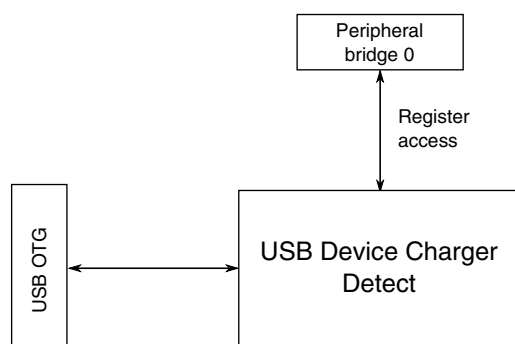 Peripheral
bridge 0
Register
access
USB OTG
USB Device Charger
Detect